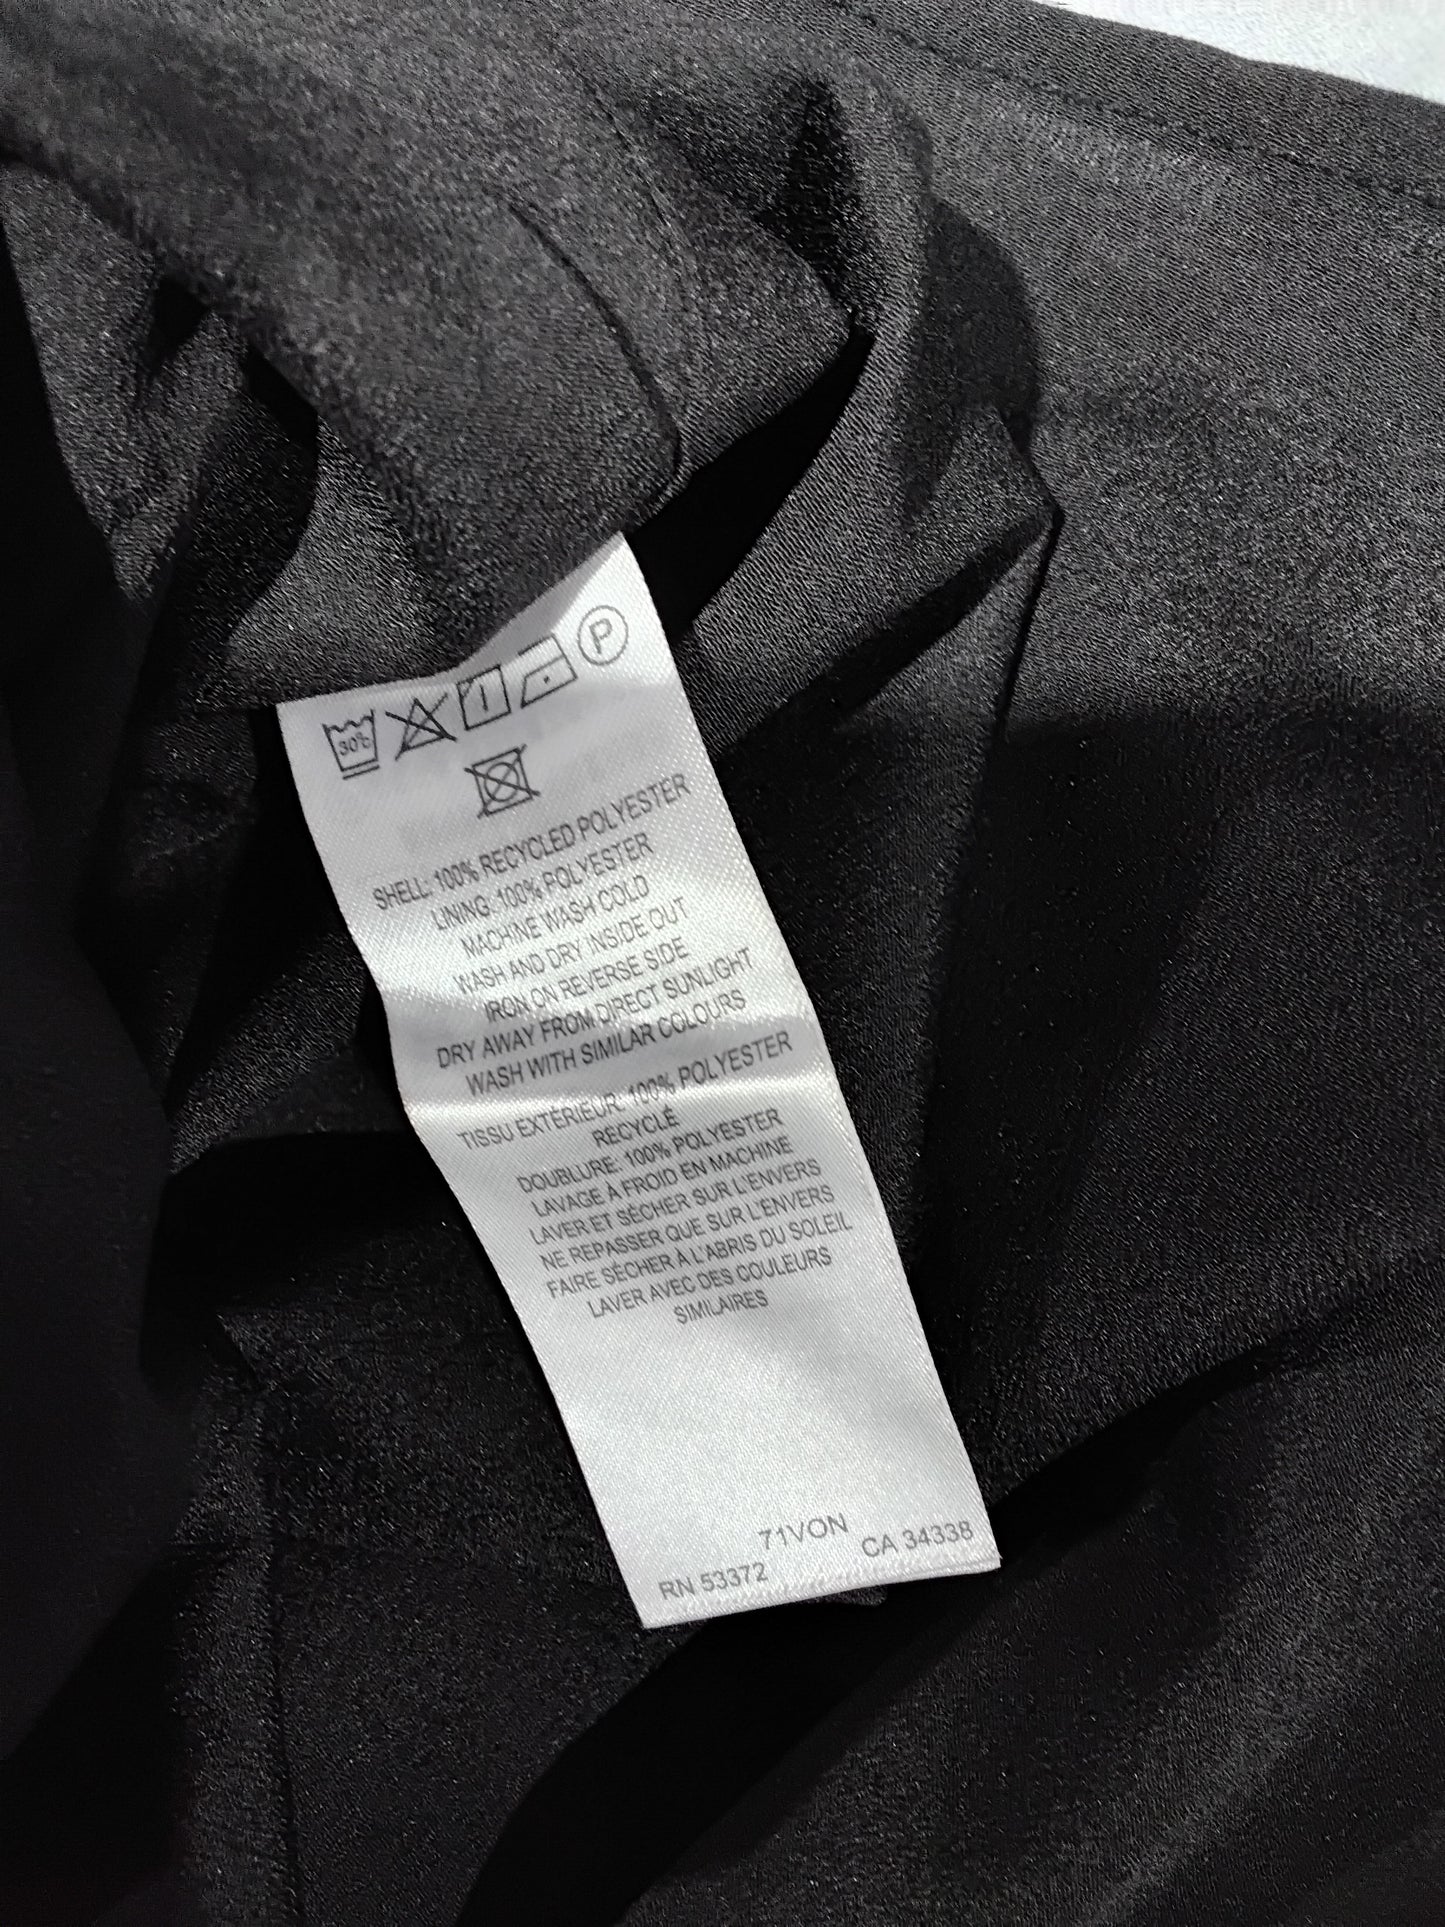 30°c
P
SHELL: 100% RECYCLED POLYESTER
LINING: 100% POLYESTER
MACHINE WASH COLD
WASH AND DRY INSIDE OUT
IRON ON REVERSE SIDE
DRY AWAY FROM DIRECT SUNLIGHT
WASH WITH SIMILAR COLOURS
TISSU EXTÉRIEUR: 100% POLYESTER
RECYCLÉ
DOUBLURE: 100% POLYESTER
LAVAGE À FROID EN MACHINE
LAVER ET SÉCHER SUR L'ENVERS
NE REPASSER QUE SUR L'ENVERS
FAIRE SÉCHER À L'ABRIS DU SOLEIL
LAVER AVEC DES COULEURS
SIMILAIRES
71VON
RN 53372 CA 34338